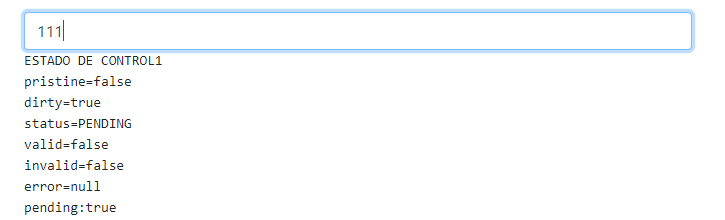 111
ESTADO DE CONTROL1
pristine=false
dirty=true
status=PENDING
valid=false
invalid=false
error=null
pending:true